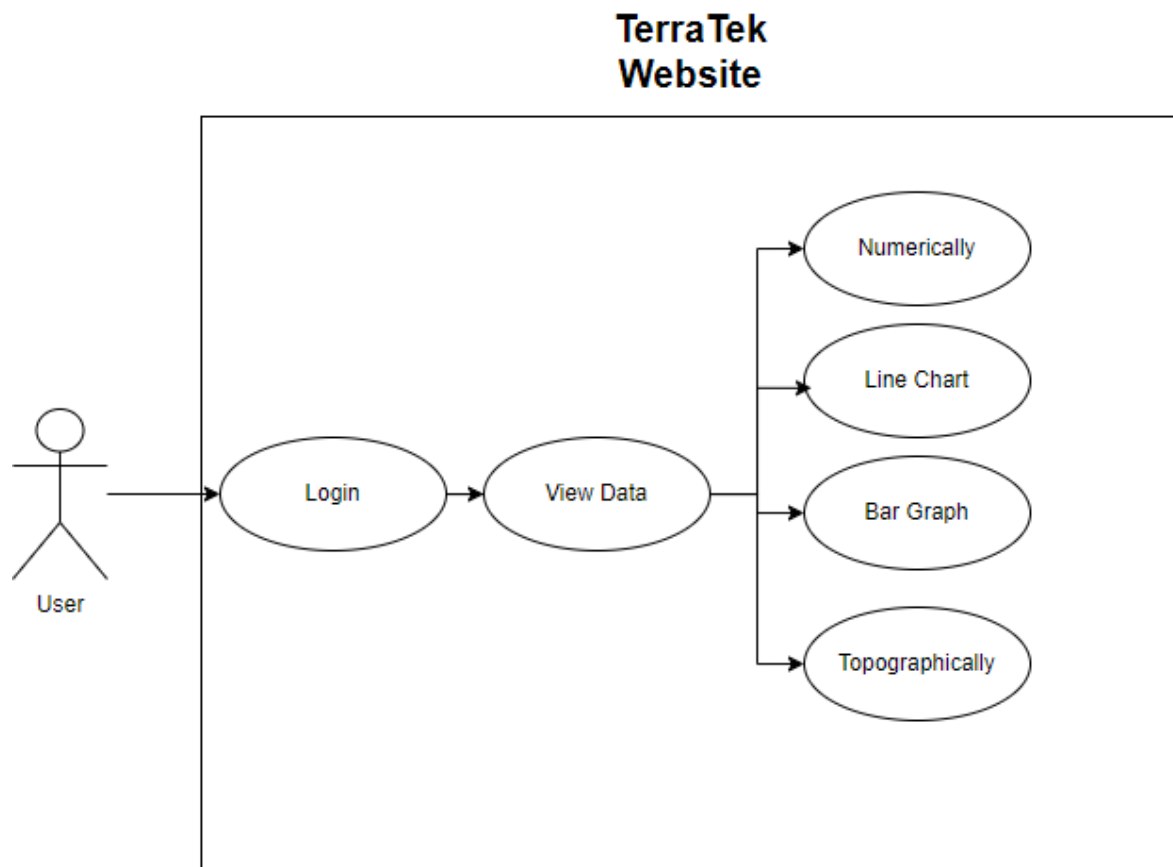 TerraTek
Website
Numerically
Line Chart
Login
View Data
Bar Graph
User
Topographically